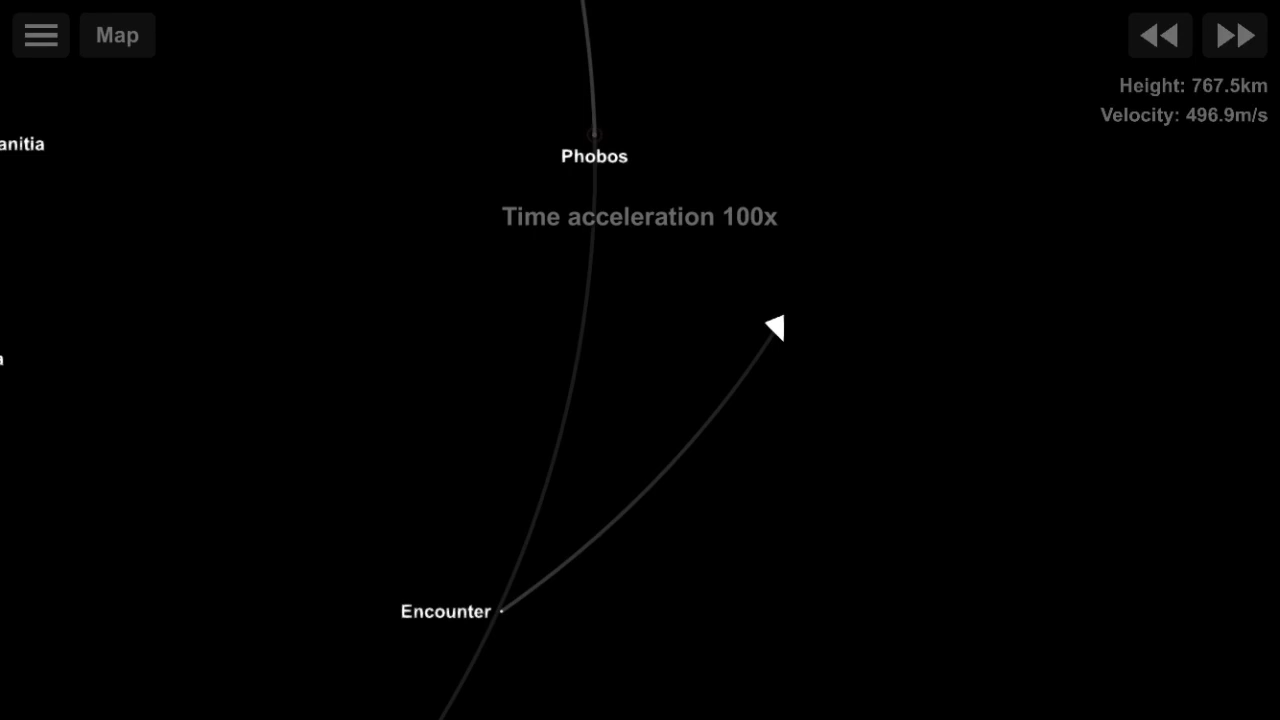 Map
Height: 767.5km
Velocity: 496.9m/s
anitia
Phobos
Time acceleration 100x
a
Encounter